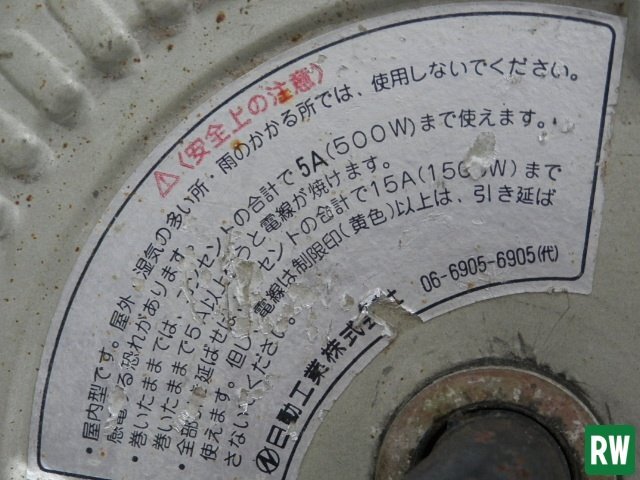 ⚠〈安全上の注意〉
・屋内型です。屋外 湿気の多い所・雨のかかる所では、使用しないでください。
感電する恐れがあります。
・巻いたままでは、コンセントの合計で5A(500W)まで使えます。
巻いたままで5A以上 うと電線が焼けます。
・全部 き延ばせば セントの合計で15A(1500W)まで
使えます。但し 電線は制限印(黄色)以上は、引き延ば
さない ください。
日動工業株式会社 06-6905-6905(代)
RW